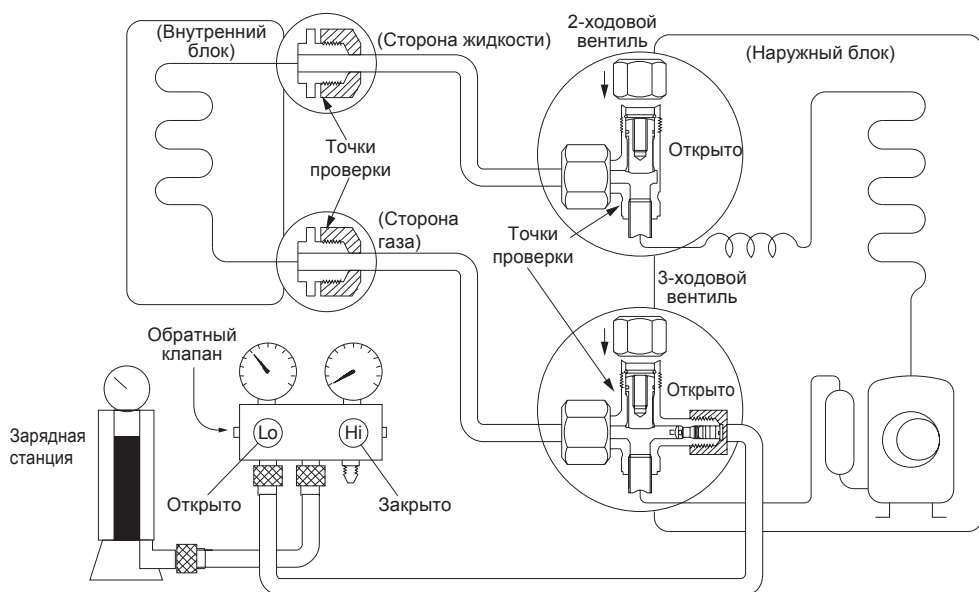 (Внутренний
блок)
(Сторона жидкости)
2-ходовой
вентиль
(Наружный блок)
Открыто
Точки
проверки
(Сторона
газа)
Точки
проверки
3-ходовой
вентиль
Обратный
клапан
Открыто
Lo
Hi
Зарядная
станция
Открыто
Закрыто